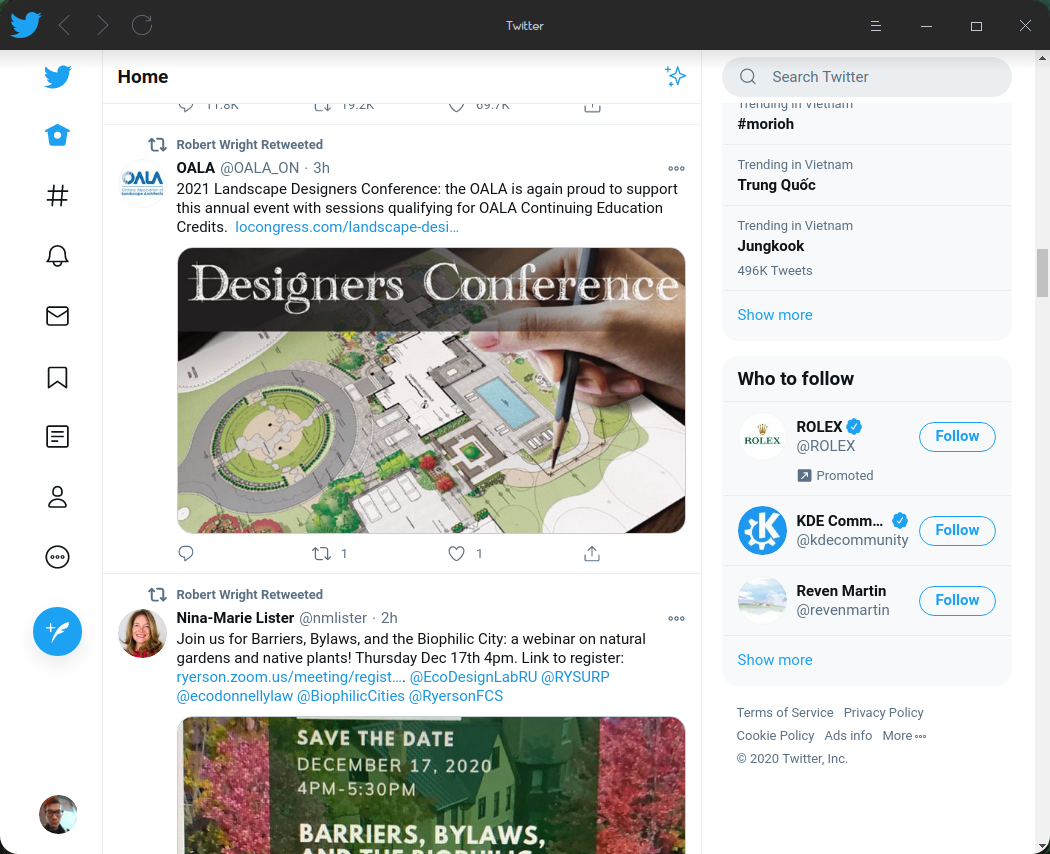 Twitter
Home
Search Twitter
11.8K
19.2K
69.7K
Robert Wright Retweeted
OALA @OALA_ON · 3h
2021 Landscape Designers Conference: the OALA is again proud to support
this annual event with sessions qualifying for OALA Continuing Education
Credits. locongress.com/landscape-desi…
OALA
Designers Conference
1
1
Robert Wright Retweeted
Nina-Marie Lister @nmlister · 2h
Join us for Barriers, Bylaws, and the Biophilic City: a webinar on natural
gardens and native plants! Thursday Dec 17th 4pm. Link to register:
ryerson.zoom.us/meeting/regist…. @EcoDesignLabRU @RYSURP
@ecodonnellylaw @BiophilicCities @RyersonFCS
SAVE THE DATE
DECEMBER 17, 2020
4PM-5:30PM
BARRIERS, BYLAWS,
AND THE BIOPHILIC
Trending in Vietnam
#morioh
Trending in Vietnam
Trung Quốc
Trending in Vietnam
Jungkook
496K Tweets
Show more
Who to follow
ROLEX
ROLEX
@ROLEX
Follow
Promoted
KDE Comm...
@kdecommunity
Follow
Reven Martin
@revenmartin
Follow
Show more
Terms of Service Privacy Policy
Cookie Policy Ads info More
© 2020 Twitter, Inc.